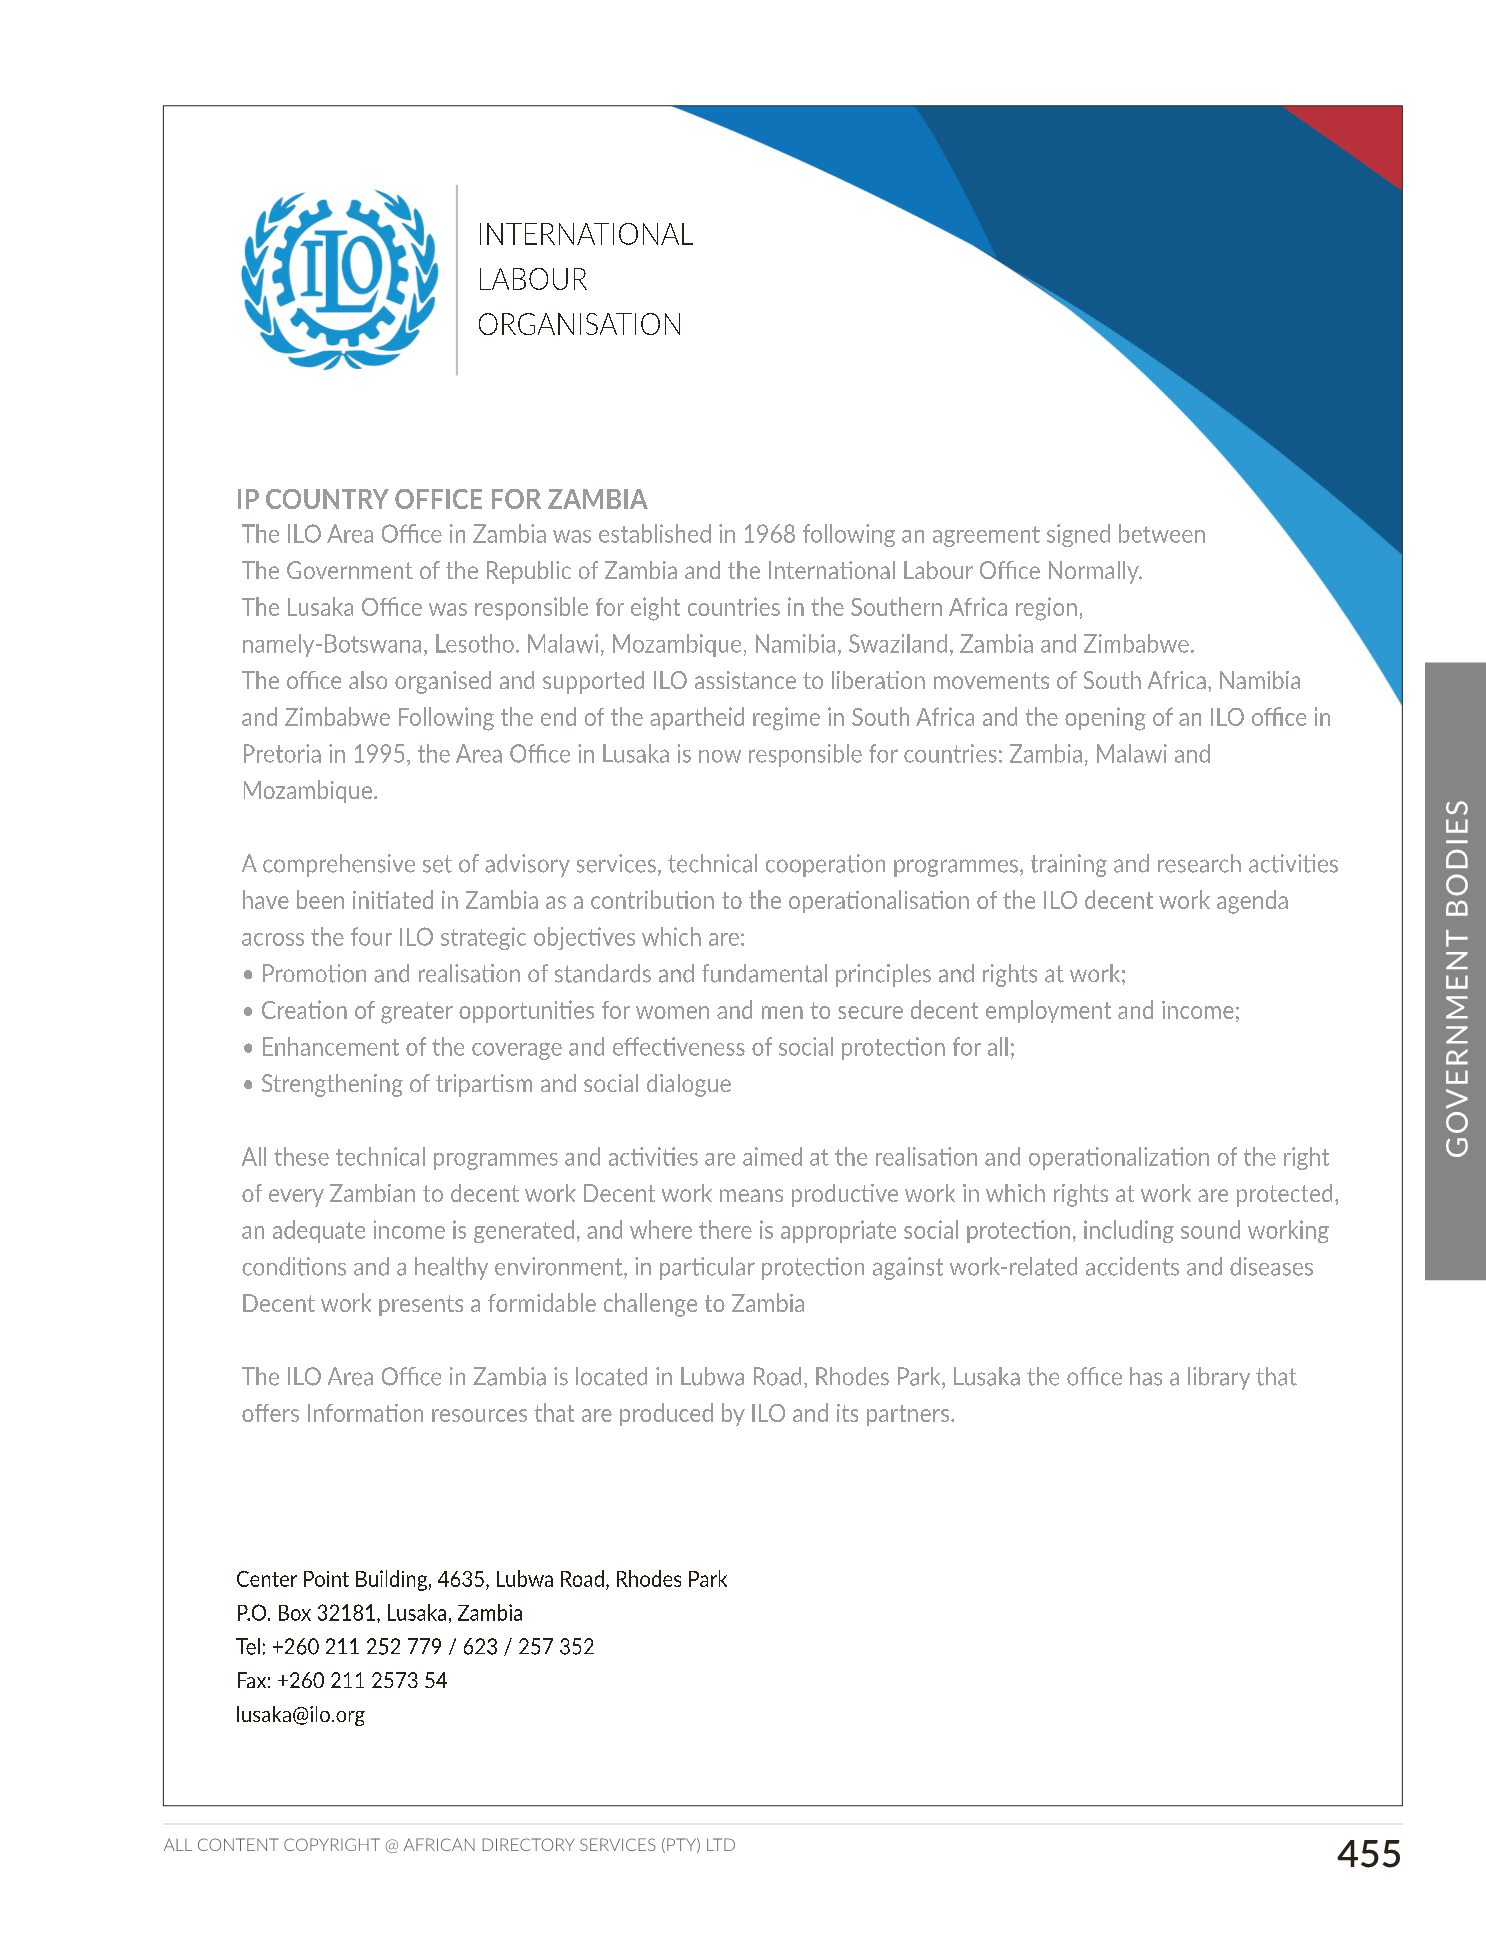 ILO
INTERNATIONAL
LABOUR
ORGANISATION
IP COUNTRY OFFICE FOR ZAMBIA
The ILO Area Office in Zambia was established in 1968 following an agreement signed between
The Government of the Republic of Zambia and the International Labour Office Normally.
The Lusaka Office was responsible for eight countries in the Southern Africa region,
namely-Botswana, Lesotho. Malawi, Mozambique, Namibia, Swaziland, Zambia and Zimbabwe.
The office also organised and supported ILO assistance to liberation movements of South Africa, Namibia
and Zimbabwe Following the end of the apartheid regime in South Africa and the opening of an ILO office in
Pretoria in 1995, the Area Office in Lusaka is now responsible for countries: Zambia, Malawi and
Mozambique.
A comprehensive set of advisory services, technical cooperation programmes, training and research activities
have been initiated in Zambia as a contribution to the operationalisation of the ILO decent work agenda
across the four ILO strategic objectives which are:
• Promotion and realisation of standards and fundamental principles and rights at work;
• Creation of greater opportunities for women and men to secure decent employment and income;
• Enhancement of the coverage and effectiveness of social protection for all;
• Strengthening of tripartism and social dialogue
All these technical programmes and activities are aimed at the realisation and operationalization of the right
of every Zambian to decent work Decent work means productive work in which rights at work are protected,
an adequate income is generated, and where there is appropriate social protection, including sound working
conditions and a healthy environment, in particular protection against work-related accidents and diseases
Decent work presents a formidable challenge to Zambia
The ILO Area Office in Zambia is located in Lubwa Road, Rhodes Park, Lusaka the office has a library that
offers Information resources that are produced by ILO and its partners.
Center Point Building, 4635, Lubwa Road, Rhodes Park
P.O. Box 32181, Lusaka, Zambia
Tel: +260 211 252 779 / 623 / 257 352
Fax: +260 211 2573 54
lusaka@ilo.org
GOVERNMENT BODIES
ALL CONTENT COPYRIGHT @ AFRICAN DIRECTORY SERVICES (PTY) LTD
455